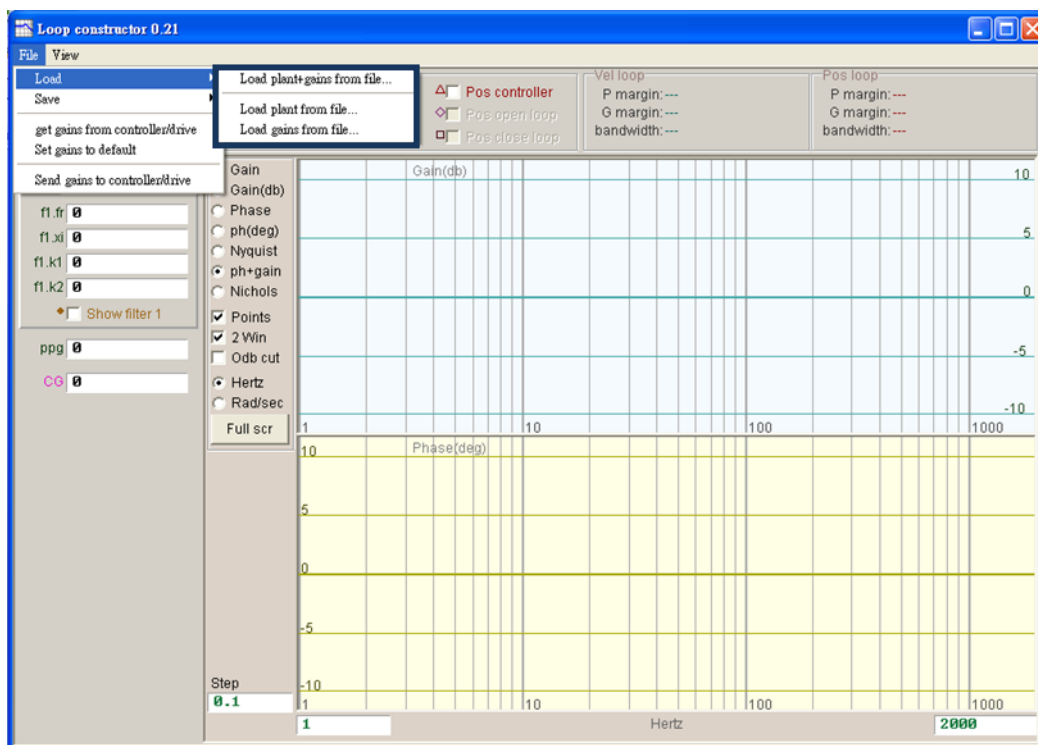 Loop constructor 0.21
File View
Load
Save
get gains from controller/drive
Set gains to default
Send gains to controller/drive
Load plant+gains from file...
Load plant from file...
Load gains from file...
Pos controller
Pos open loop
Pos close loop
Vel loop
P margin:---
G margin:---
bandwidth:---
Pos loop
P margin:---
G margin:---
bandwidth:---
f1.fr 0
f1.xi 0
f1.k1 0
f1.k2 0
Show filter 1
ppg 0
CG 0
Gain
Gain(db)
Phase
ph(deg)
Nyquist
ph+gain
Nichols
Points
2 Win
Odb cut
Hertz
Rad/sec
Full scr
Step
0.1
Gain(db)
10
5
0
-5
-10
1 10 100 1000
Phase(deg)
10
5
0
-5
-10
1 10 100 1000
1 Hertz 2000